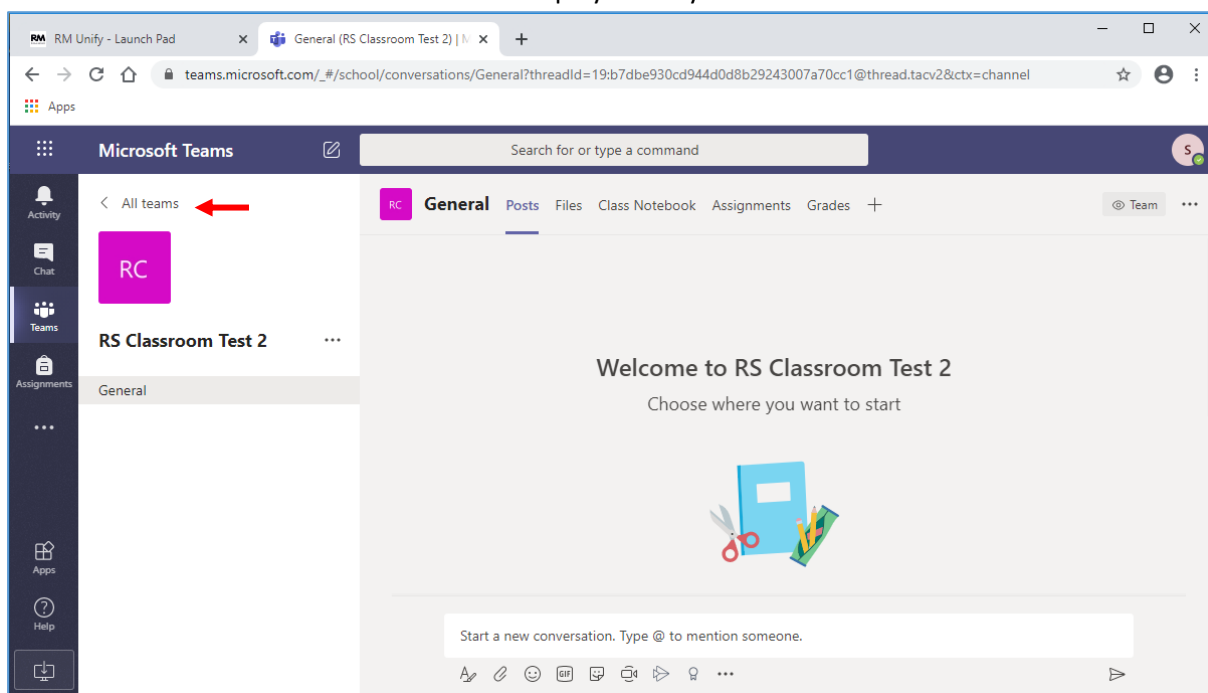 RM RM Unify - Launch Pad
General (RS Classroom Test 2) | M
teams.microsoft.com/_#/school/conversations/General?threadId=19:b7dbe930cd944d0d8b29243007a70cc1@thread.tacv2&ctx=channel
Apps
Microsoft Teams
Search for or type a command
S
Activity
Chat
Teams
Assignments
Apps
Help
All teams
RC
RS Classroom Test 2
General
RC General Posts Files Class Notebook Assignments Grades
Team
Welcome to RS Classroom Test 2
Choose where you want to start
Start a new conversation. Type @ to mention someone.
GIF